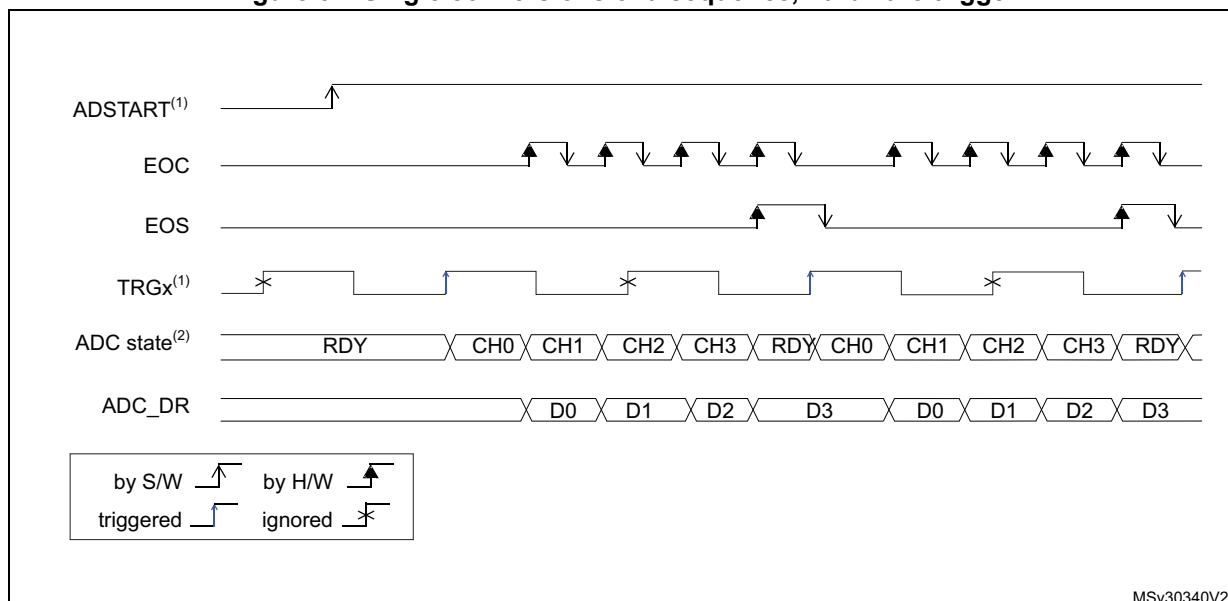 ADSTART(1)
EOC
EOS
TRGx(1)
ADC state(2) RDY CH0 CH1 CH2 CH3 RDY CH0 CH1 CH2 CH3 RDY
ADC_DR D0 D1 D2 D3 D0 D1 D2 D3
by S/W by H/W
triggered ignored
MSv30340V2